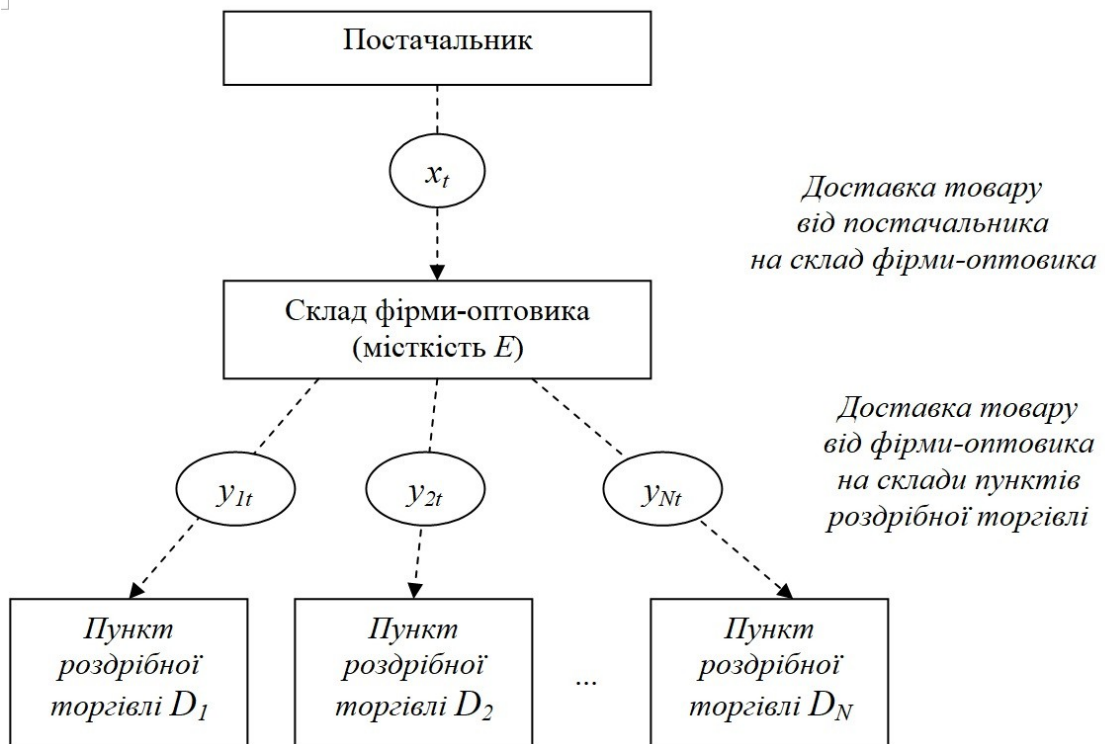 Постачальник
x_t
Доставка товару
від постачальника
на склад фірми-оптовика
Склад фірми-оптовика
(місткість E)
Доставка товару
від фірми-оптовика
на склади пунктів
роздрібної торгівлі
y_1t
y_2t
y_Nt
Пункт
роздрібної
торгівлі D_1
Пункт
роздрібної
торгівлі D_2
...
Пункт
роздрібної
торгівлі D_N